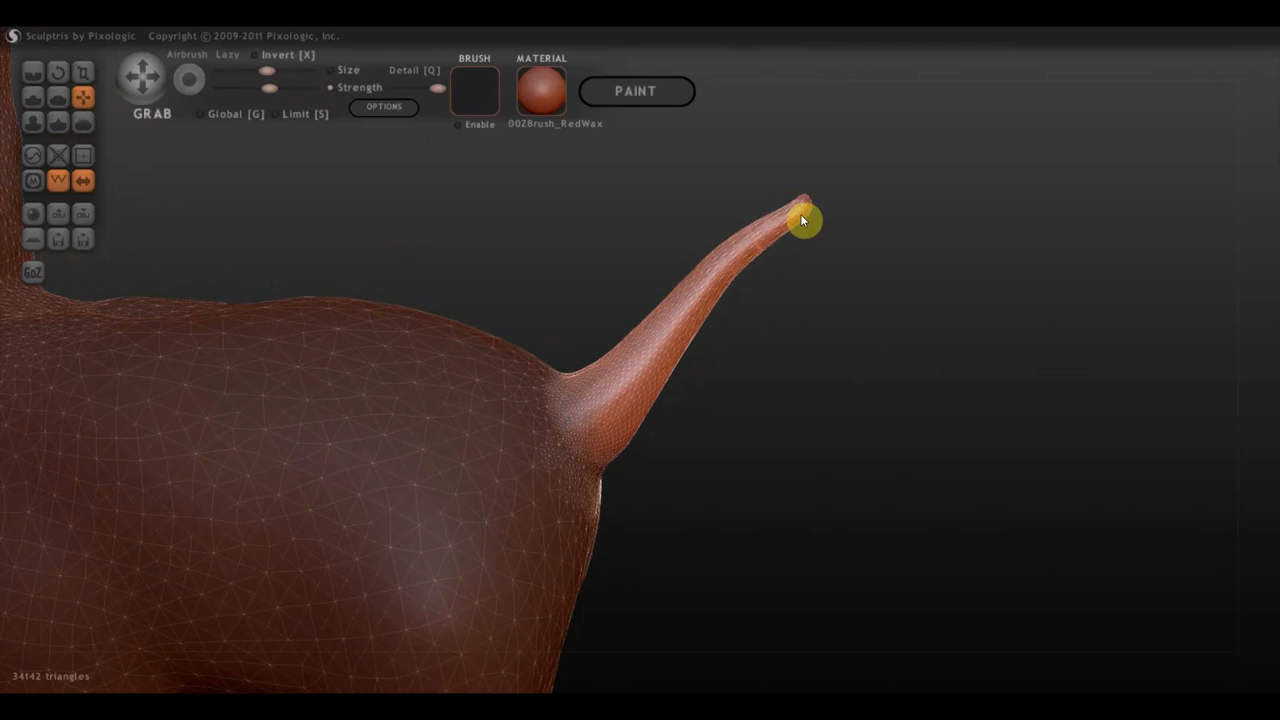 Sculptris by Pixologic Copyright © 2009-2011 Pixologic, Inc.
Airbrush Lazy Invert [X]
Size Detail [Q]
Strength
OPTIONS
GRAB Global [G] Limit [S]
BRUSH
Enable
MATERIAL
00ZBrush_RedWax
PAINT
GoZ
34142 triangles